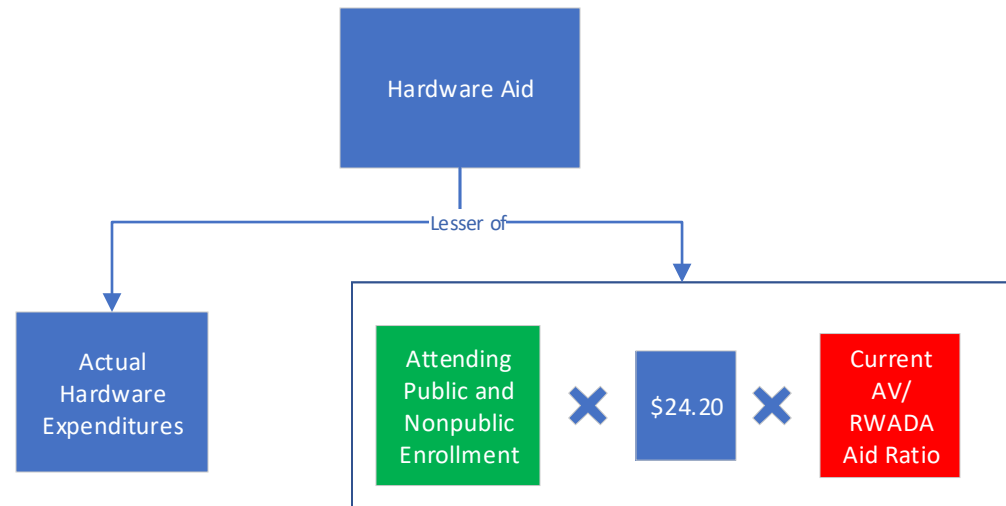 Hardware Aid
Lesser of
Actual
Hardware
Expenditures
Attending
Public and
Nonpublic
Enrollment
$24.20
Current
AV/
RWADA
Aid Ratio